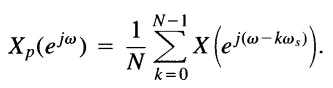 X_p(e^{jω}) = \frac{1}{N} \sum_{k=0}^{N-1} X(e^{j(ω-kω_s)}).